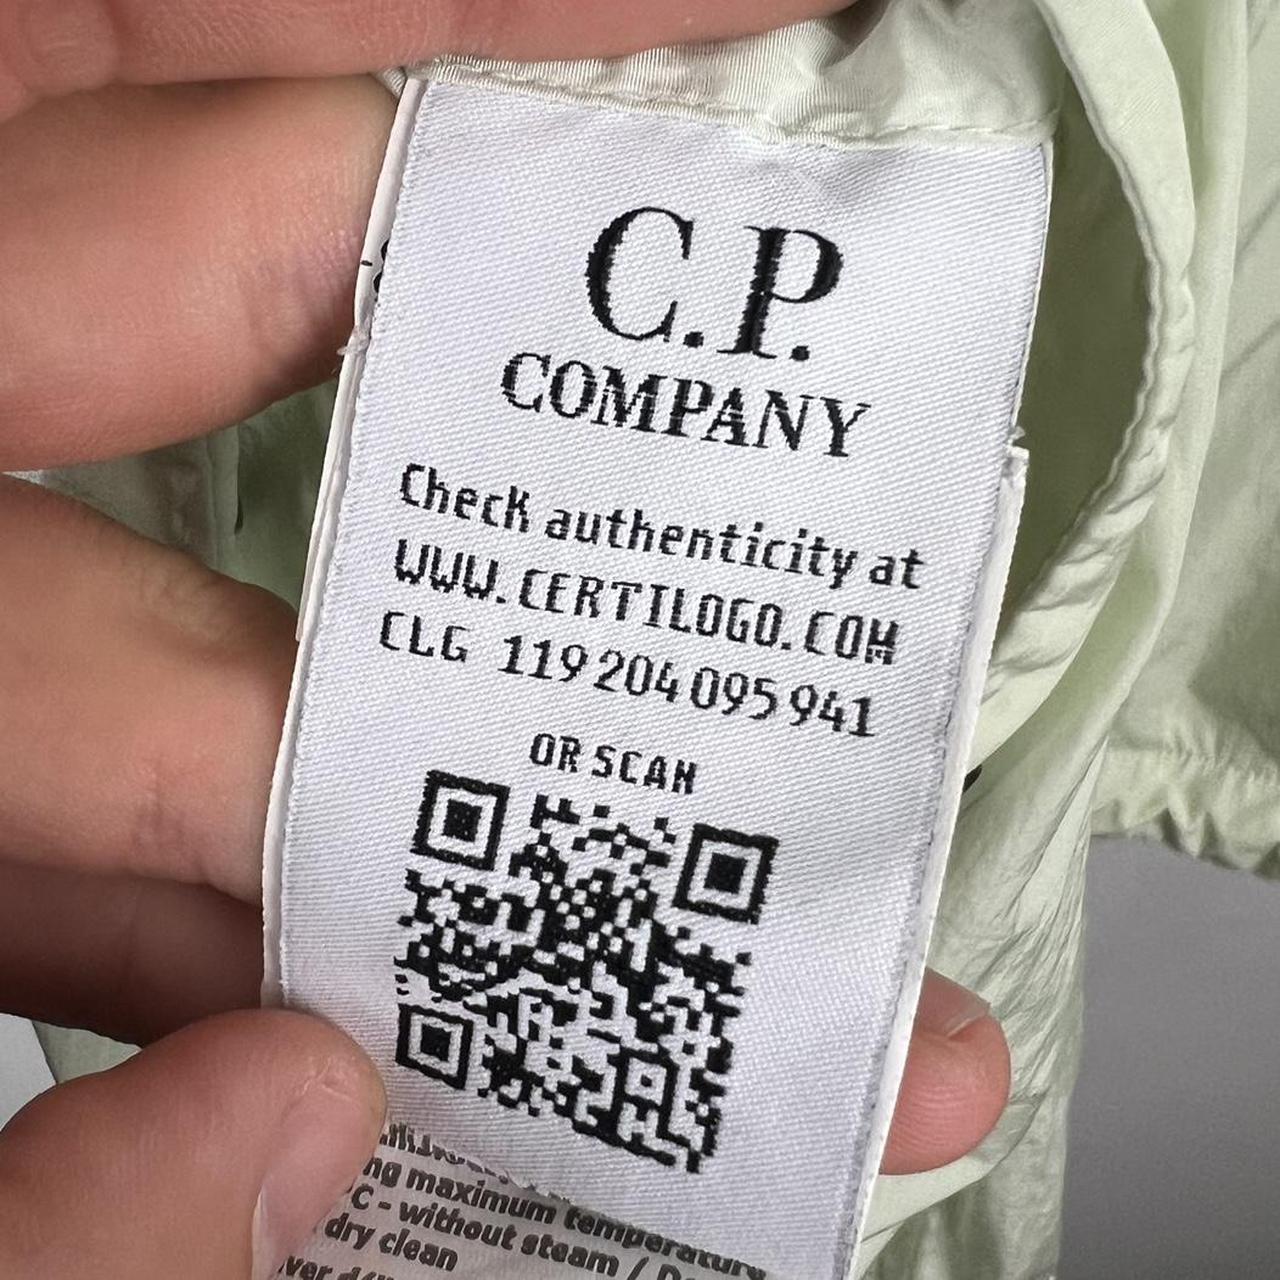 C.P.
COMPANY
Check authenticity at
WWW.CERTILOGO.COM
CLG 119 204 095 941
OR SCAN
ng maximum temperature
C - without steam / D
dry clean